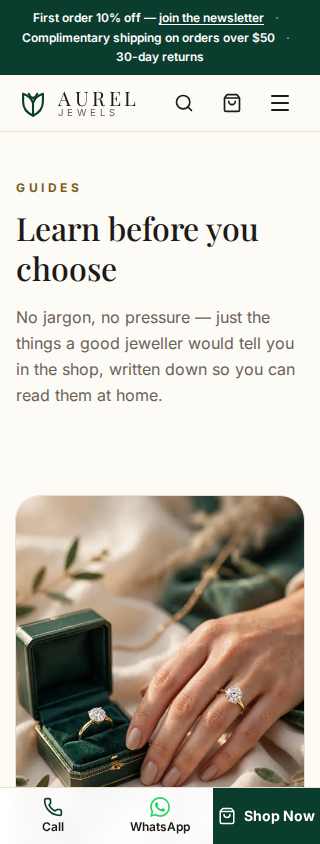 First order 10% off — join the newsletter ·
Complimentary shipping on orders over $50 ·
30-day returns
AUREL
JEWELS
GUIDES
Learn before you
choose
No jargon, no pressure — just the
things a good jeweller would tell you
in the shop, written down so you can
read them at home.
Call
WhatsApp
Shop Now